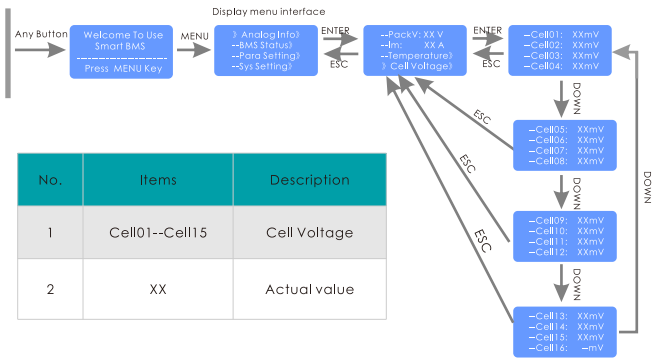 Display menu interface
Any Button
Welcome To Use
Smart BMS
Press MENU Key
MENU
》AnalogInfo》
--BMS Status》
--Para Setting》
--Sys Setting》
ENTER
ESC
--PackV: XX V
--Im: XX A
--Temperature》
》Cell Voltage》
ENTER
ESC
—Cell01: XXmV
—Cell02: XXmV
—Cell03: XXmV
—Cell04: XXmV
DOWN
ESC
—Cell05: XXmV
—Cell06: XXmV
—Cell07: XXmV
—Cell08: XXmV
DOWN
ESC
—Cell09: XXmV
—Cell10: XXmV
—Cell11: XXmV
—Cell12: XXmV
DOWN
ESC
—Cell13: XXmV
—Cell14: XXmV
—Cell15: XXmV
—Cell16: —mV
DOWN
No. Items Description
1 Cell01--Cell15 Cell Voltage
2 XX Actual value